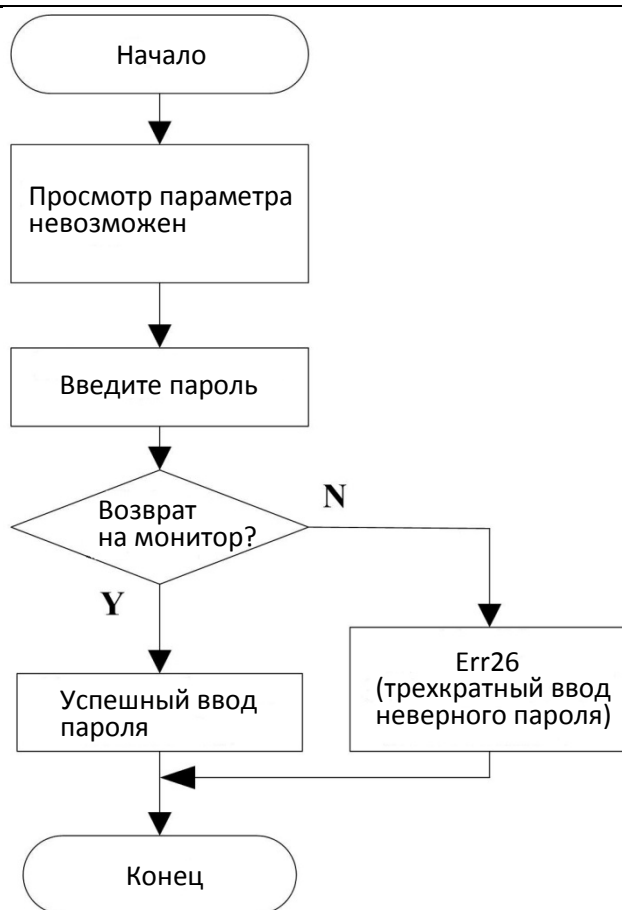 Начало
Просмотр параметра
невозможен
Введите пароль
Возврат
на монитор?
N
Y
Err26
(трехкратный ввод
неверного пароля)
Успешный ввод
пароля
Конец